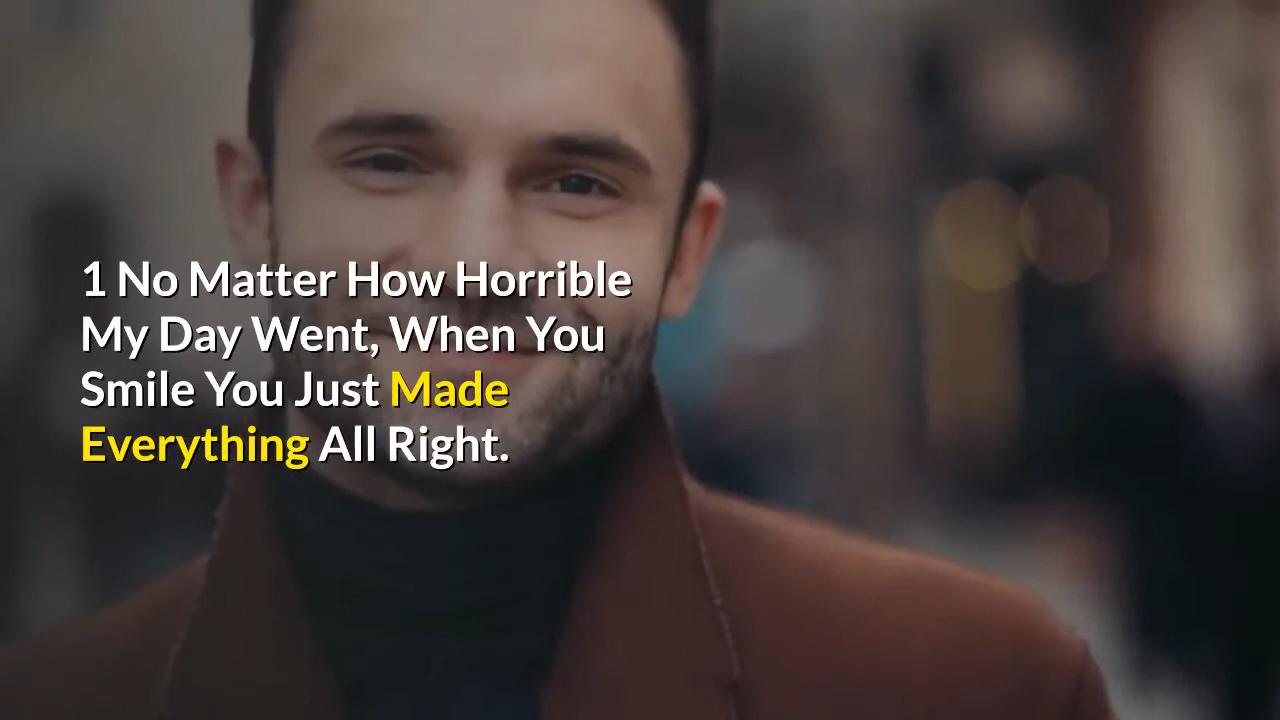 1 No Matter How Horrible
My Day Went, When You
Smile You Just Made
Everything All Right.